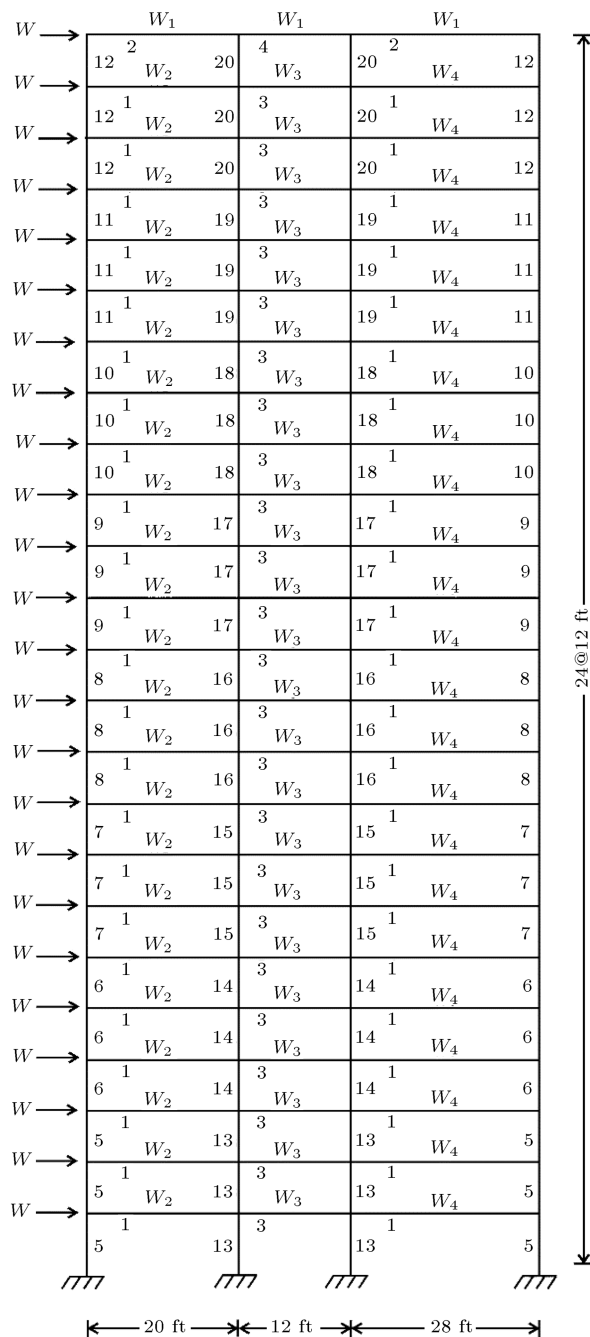 W₁ W₁ W₁
W
2 4 2
12 W₂ 20 W₃ 20 W₄ 12
W
1 3 1
12 W₂ 20 W₃ 20 W₄ 12
W
1 3 1
12 W₂ 20 W₃ 20 W₄ 12
W
1 3 1
11 W₂ 19 W₃ 19 W₄ 11
W
1 3 1
11 W₂ 19 W₃ 19 W₄ 11
W
1 3 1
11 W₂ 19 W₃ 19 W₄ 11
W
1 3 1
10 W₂ 18 W₃ 18 W₄ 10
W
1 3 1
10 W₂ 18 W₃ 18 W₄ 10
W
1 3 1
10 W₂ 18 W₃ 18 W₄ 10
W
1 3 1
9 W₂ 17 W₃ 17 W₄ 9
W
1 3 1
9 W₂ 17 W₃ 17 W₄ 9
W
1 3 1
9 W₂ 17 W₃ 17 W₄ 9
W
1 3 1
8 W₂ 16 W₃ 16 W₄ 8
W
1 3 1
8 W₂ 16 W₃ 16 W₄ 8
W
1 3 1
8 W₂ 16 W₃ 16 W₄ 8
W
1 3 1
7 W₂ 15 W₃ 15 W₄ 7
W
1 3 1
7 W₂ 15 W₃ 15 W₄ 7
W
1 3 1
7 W₂ 15 W₃ 15 W₄ 7
W
1 3 1
6 W₂ 14 W₃ 14 W₄ 6
W
1 3 1
6 W₂ 14 W₃ 14 W₄ 6
W
1 3 1
6 W₂ 14 W₃ 14 W₄ 6
W
1 3 1
5 W₂ 13 W₃ 13 W₄ 5
W
1 3 1
5 W₂ 13 W₃ 13 W₄ 5
W
1 3 1
5 13 13 5
24@12 ft
20 ft 12 ft 28 ft